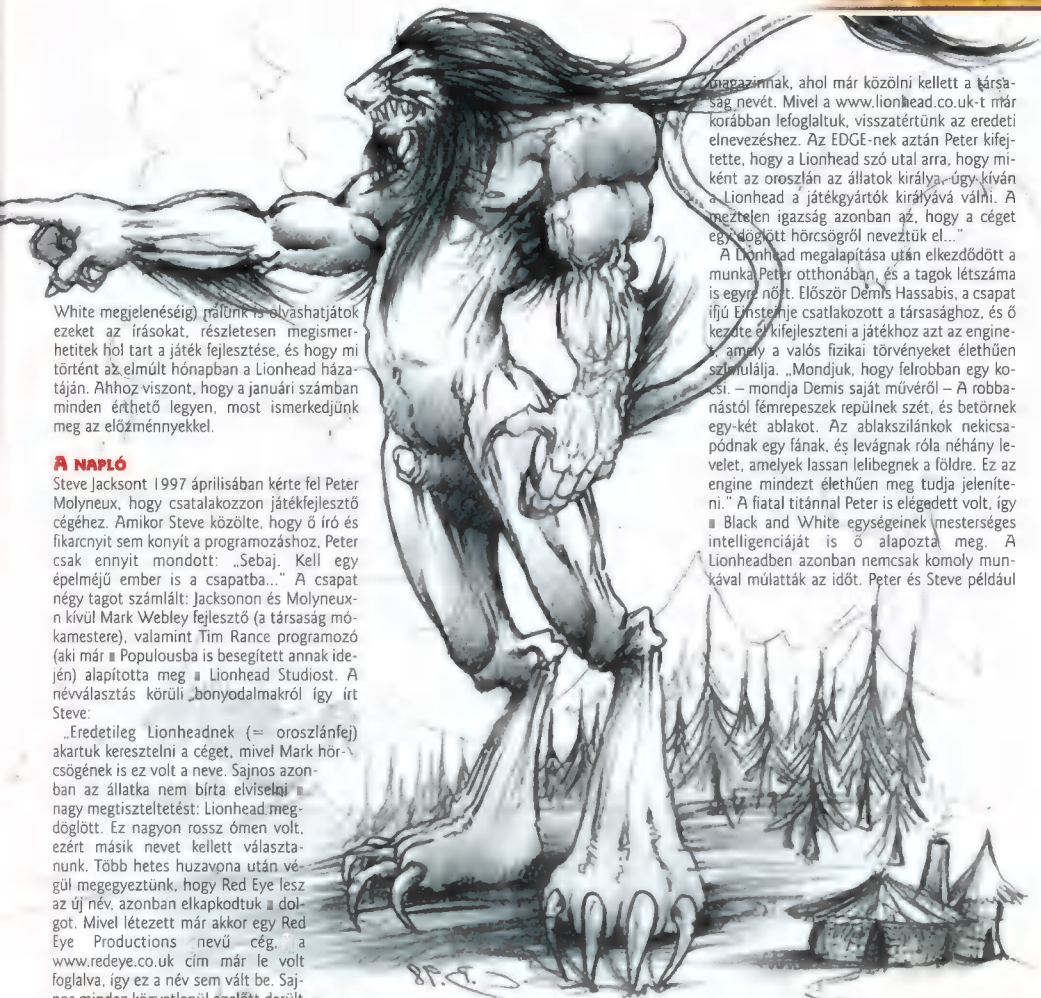 White megjelenéséig) nálunk is olvashatjátok
ezeket az írásokat, részletesen megismer-
hetitek hol tart a játék fejlesztése, és hogy mi
történt az elmúlt hónapban a Lionhead háza-
táján. Ahhoz viszont, hogy a januári számban
minden érthető legyen, most ismerkedjünk
meg az előzménnyekkel.
A NAPLÓ
Steve Jacksont 1997 áprilisában kérte fel Peter
Molyneux, hogy csatlakozzon játékfejlesztő
cégéhez. Amikor Steve közölte, hogy ő író és
fikarcnyit sem konyít a programozáshoz, Peter
csak ennyit mondott: „Sebaj. Kell egy
épelméjű ember is a csapatba..." A csapat
négy tagot számlált: Jacksonon és Molyneux-
n kívül Mark Webley fejlesztő (a társaság mó-
kamestere), valamint Tim Rance programozó
(aki már a Populousba is besegített annak ide-
jén) alapította meg a Lionhead Studiost. A
névválasztás körüli bonyodalmakról így írt
Steve:
„Eredetileg Lionheadnek (= oroszlánfej)
akartuk keresztelni a céget, mivel Mark hör-
csögének is ez volt a neve. Sajnos azon-
ban az állatka nem bírta elviselni a
nagy megtiszteltetést: Lionhead meg-
döglött. Ez nagyon rossz ómen volt,
ezért másik nevet kellett választa-
nunk. Több hetes huzavona után vé-
gül megegyeztünk, hogy Red Eye lesz
az új név, azonban elkapkodtuk a dol-
got. Mivel létezett már akkor egy Red
Eye Productions nevű cég, a
www.redeye.co.uk cím már le volt
foglalva, így ez a név sem vált be. Saj-
nos mindez közvetlenül azelőtt derült
magazinnak, ahol már közölni kellett a társa-
ság nevét. Mivel a www.lionhead.co.uk-t már
korábban lefoglaltuk, visszatértünk az eredeti
elnevezéshez. Az EDGE-nek aztán Peter kifej-
tette, hogy a Lionhead szó utal arra, hogy mi-
ként az oroszlán az állatok királya, úgy kíván
a Lionhead a játékgyártók királyává válni. A
meztelen igazság azonban az, hogy a céget
egy döglött hörcsögről neveztük el..."
A Lionhead megalapítása után elkezdődött a
munka Peter otthonában, és a tagok létszáma
is egyre nőtt. Először Demis Hassabis, a csapat
ifjú Einsteinje csatlakozott a társasághoz, és ő
kezdte el kifejleszteni a játékhoz azt az engine-
t, amely a valós fizikai törvényeket élethűen
szimulálja. „Mondjuk, hogy felrobban egy ko-
csi. – mondja Demis saját művéről – A robba-
nástól fémrepeszek repülnek szét, és betörnek
egy-két ablakot. Az ablakszilánkok nekicsa-
pódnak egy fának, és levágnak róla néhány le-
velet, amelyek lassan lelibegnek a földre. Ez az
engine mindezt élethűen meg tudja jeleníte-
ni." A fiatal titánnal Peter is elégedett volt, így
a Black and White egységeinek mesterséges
intelligenciáját is ő alapozta meg. A
Lionheadben azonban nemcsak komoly mun-
kával múlatták az időt. Peter és Steve például